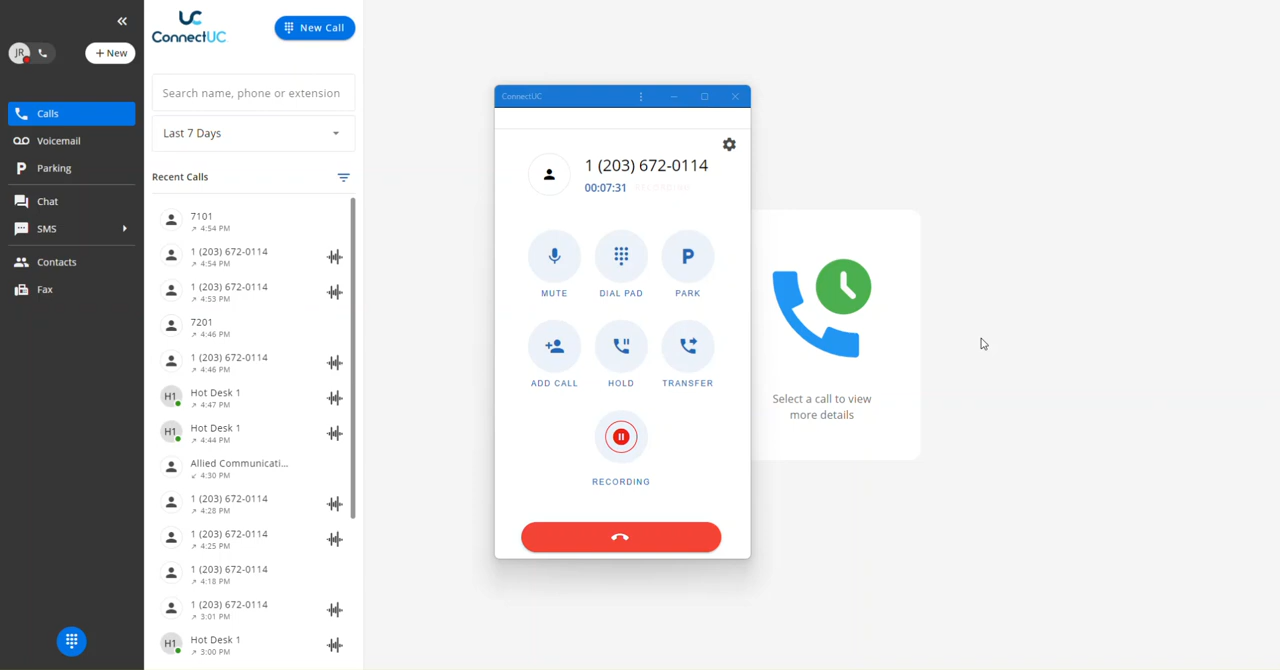 JR
+ New
Calls
Voicemail
P Parking
Chat
SMS
Contacts
Fax
UC
ConnectUC
New Call
Search name, phone or extension
Last 7 Days
Recent Calls
7101
↗ 4:54 PM
1 (203) 672-0114
↗ 4:54 PM
1 (203) 672-0114
↗ 4:53 PM
7201
↗ 4:46 PM
1 (203) 672-0114
↗ 4:46 PM
H1 Hot Desk 1
↗ 4:47 PM
H1 Hot Desk 1
↗ 4:44 PM
Allied Communicati...
↙ 4:30 PM
1 (203) 672-0114
↗ 4:28 PM
1 (203) 672-0114
↗ 4:25 PM
1 (203) 672-0114
↗ 4:18 PM
1 (203) 672-0114
↗ 3:01 PM
H1 Hot Desk 1
↗ 3:00 PM
ConnectUC
1 (203) 672-0114
00:07:31 RECORDING
P
MUTE DIAL PAD PARK
ADD CALL HOLD TRANSFER
RECORDING
Select a call to view
more details